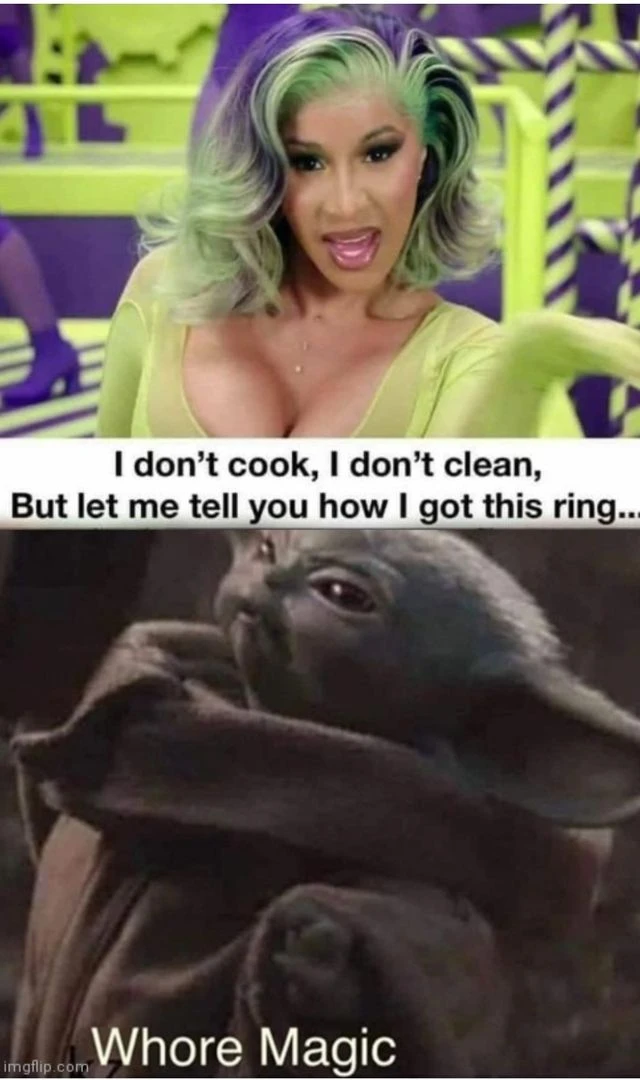 I don't cook, I don't clean,
But let me tell you how I got this ring...
Whore Magic
imgflip.com